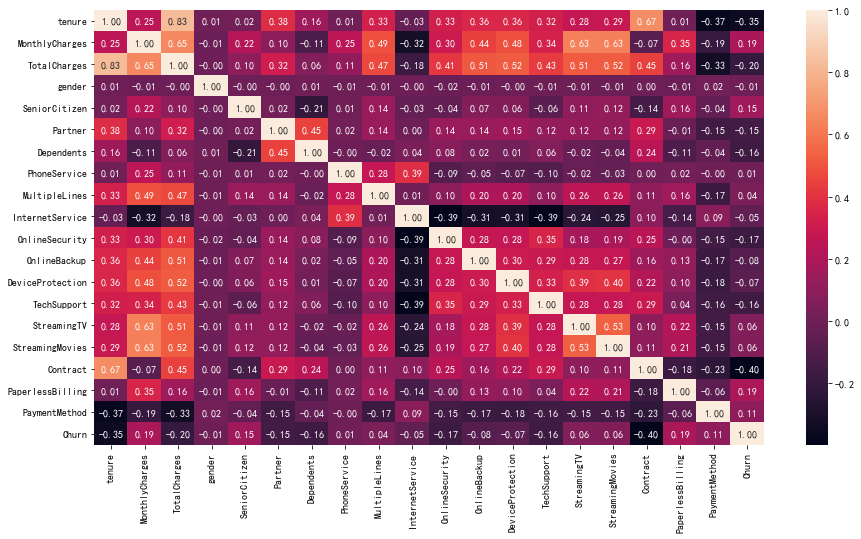 tenure 1.00 0.25 0.83 0.01 0.02 0.38 0.16 0.01 0.33 -0.03 0.33 0.36 0.36 0.32 0.28 0.29 0.67 0.01 -0.37 -0.35
MonthlyCharges 0.25 1.00 0.65 -0.01 0.22 0.10 -0.11 0.25 0.49 -0.32 0.30 0.44 0.48 0.34 0.63 0.63 -0.07 0.35 -0.19 0.19
TotalCharges 0.83 0.65 1.00 -0.00 0.10 0.32 0.06 0.11 0.47 -0.18 0.41 0.51 0.52 0.43 0.51 0.52 0.45 0.16 -0.33 -0.20
gender 0.01 -0.01 -0.00 1.00 -0.00 -0.00 0.01 -0.01 -0.01 -0.00 -0.02 -0.01 -0.00 -0.01 -0.01 -0.01 0.00 -0.01 0.02 -0.01
SeniorCitizen 0.02 0.22 0.10 -0.00 1.00 0.02 -0.21 0.01 0.14 -0.03 -0.04 0.07 0.06 -0.06 0.11 0.12 -0.14 0.16 -0.04 0.15
Partner 0.38 0.10 0.32 -0.00 0.02 1.00 0.45 0.02 0.14 0.00 0.14 0.14 0.15 0.12 0.12 0.12 0.29 -0.01 -0.15 -0.15
Dependents 0.16 -0.11 0.06 0.01 -0.21 0.45 1.00 -0.00 -0.02 0.04 0.08 0.02 0.01 0.06 -0.02 -0.04 0.24 -0.11 -0.04 -0.16
PhoneService 0.01 0.25 0.11 -0.01 0.01 0.02 -0.00 1.00 0.28 0.39 -0.09 -0.05 -0.07 -0.10 -0.02 -0.03 0.00 0.02 -0.00 0.01
MultipleLines 0.33 0.49 0.47 -0.01 0.14 0.14 -0.02 0.28 1.00 0.01 0.10 0.20 0.20 0.10 0.26 0.26 0.11 0.16 -0.17 0.04
InternetService -0.03 -0.32 -0.18 -0.00 -0.03 0.00 0.04 0.39 0.01 1.00 -0.39 -0.31 -0.31 -0.39 -0.24 -0.25 0.10 -0.14 0.09 -0.05
OnlineSecurity 0.33 0.30 0.41 -0.02 -0.04 0.14 0.08 -0.09 0.10 -0.39 1.00 0.28 0.28 0.35 0.18 0.19 0.25 -0.00 -0.15 -0.17
OnlineBackup 0.36 0.44 0.51 -0.01 0.07 0.14 0.02 -0.05 0.20 -0.31 0.28 1.00 0.30 0.29 0.28 0.27 0.16 0.13 -0.17 -0.08
DeviceProtection 0.36 0.48 0.52 -0.00 0.06 0.15 0.01 -0.07 0.20 -0.31 0.28 0.30 1.00 0.33 0.39 0.40 0.22 0.10 -0.18 -0.07
TechSupport 0.32 0.34 0.43 -0.01 -0.06 0.12 0.06 -0.10 0.10 -0.39 0.35 0.29 0.33 1.00 0.28 0.28 0.29 0.04 -0.16 -0.16
StreamingTV 0.28 0.63 0.51 -0.01 0.11 0.12 -0.02 -0.02 0.26 -0.24 0.18 0.28 0.39 0.28 1.00 0.53 0.10 0.22 -0.15 0.06
StreamingMovies 0.29 0.63 0.52 -0.01 0.12 0.12 -0.04 -0.03 0.26 -0.25 0.19 0.27 0.40 0.28 0.53 1.00 0.11 0.21 -0.15 0.06
Contract 0.67 -0.07 0.45 0.00 -0.14 0.29 0.24 0.00 0.11 0.10 0.25 0.16 0.22 0.29 0.10 0.11 1.00 -0.18 -0.23 -0.40
PaperlessBilling 0.01 0.35 0.16 -0.01 0.16 -0.01 -0.11 0.02 0.16 -0.14 -0.00 0.13 0.10 0.04 0.22 0.21 -0.18 1.00 -0.06 0.19
PaymentMethod -0.37 -0.19 -0.33 0.02 -0.04 -0.15 -0.04 -0.00 -0.17 0.09 -0.15 -0.17 -0.18 -0.16 -0.15 -0.15 -0.23 -0.06 1.00 0.11
Churn -0.35 0.19 -0.20 -0.01 0.15 -0.15 -0.16 0.01 0.04 -0.05 -0.17 -0.08 -0.07 -0.16 0.06 0.06 -0.40 0.19 0.11 1.00
tenure
MonthlyCharges
TotalCharges
gender
SeniorCitizen
Partner
Dependents
PhoneService
MultipleLines
InternetService
OnlineSecurity
OnlineBackup
DeviceProtection
TechSupport
StreamingTV
StreamingMovies
Contract
PaperlessBilling
PaymentMethod
Churn
1.0
0.8
0.6
0.4
0.2
0.0
-0.2